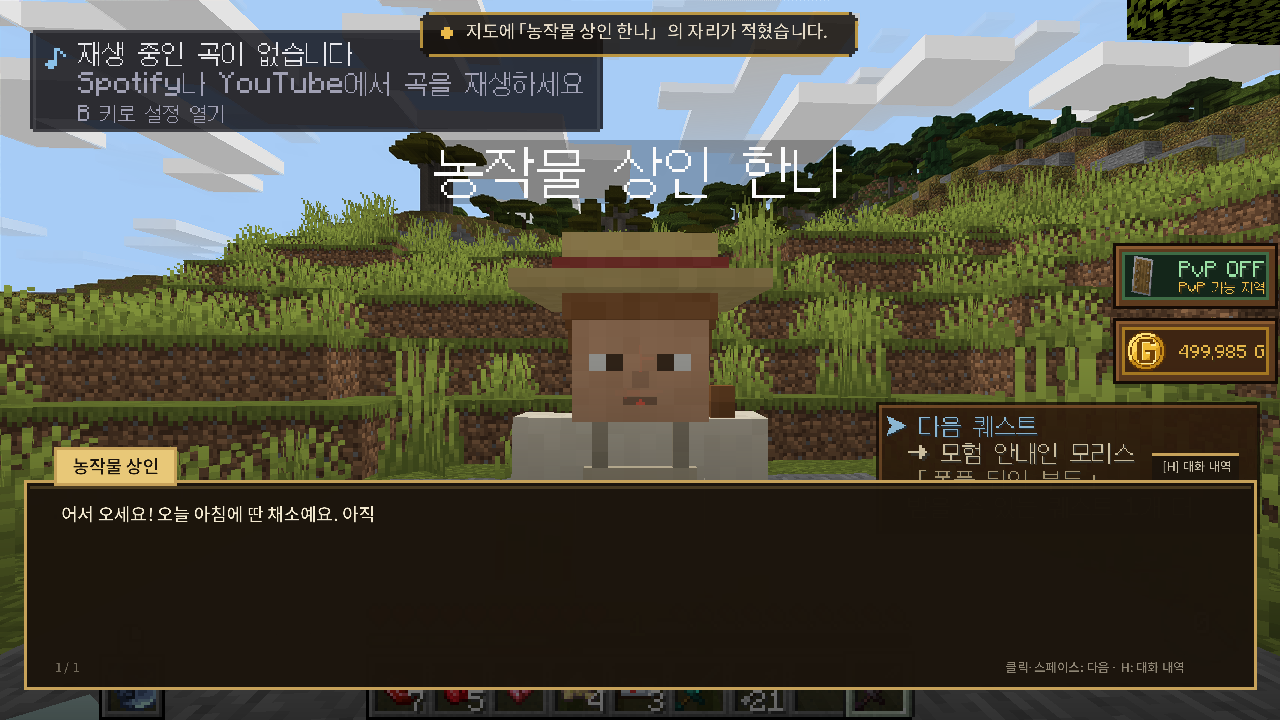 지도에 「농작물 상인 한나」의 자리가 적혔습니다.
재생 중인 곡이 없습니다
Spotify나 YouTube에서 곡을 재생하세요
B 키로 설정 열기
농작물 상인 한나
PvP OFF
PvP 가능 지역
499,985 G
다음 퀘스트
→ 모험 안내인 모리스
[H] 대화 내역
농작물 상인
어서 오세요! 오늘 아침에 딴 채소예요. 아직
1 / 1
클릭·스페이스: 다음 · H: 대화 내역
7
5
4
3
+21